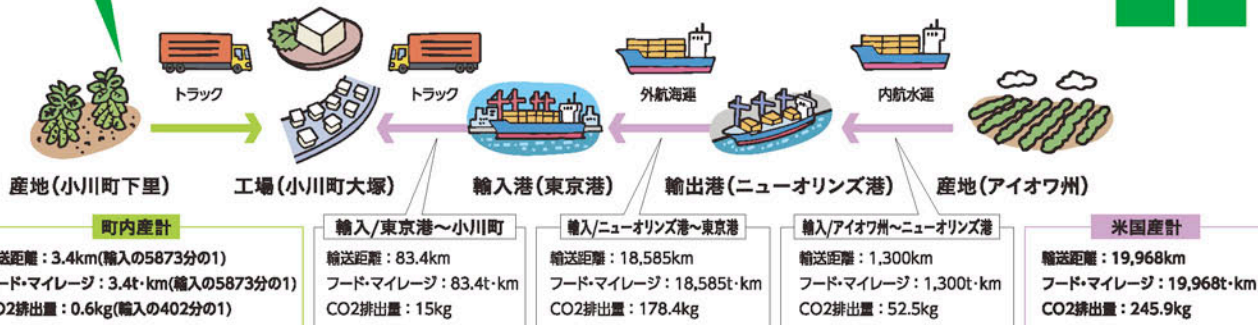 トラック
トラック
外航海運
内航水運
産地(小川町下里)
工場(小川町大塚)
輸入港(東京港)
輸出港(ニューオリンズ港)
産地(アイオワ州)
町内産計
送距離:3.4km(輸入の5873分の1)
ード・マイレージ:3.4t・km(輸入の5873分の1)
O2排出量:0.6kg(輸入の402分の1)
輸入/東京港〜小川町
輸送距離:83.4km
フード・マイレージ:83.4t・km
CO2排出量:15kg
輸入/ニューオリンズ港〜東京港
輸送距離:18,585km
フード・マイレージ:18,585t・km
CO2排出量:178.4kg
輸入/アイオワ州〜ニューオリンズ港
輸送距離:1,300km
フード・マイレージ:1,300t・km
CO2排出量:52.5kg
米国産計
輸送距離:19,968km
フード・マイレージ:19,968t・km
CO2排出量:245.9kg